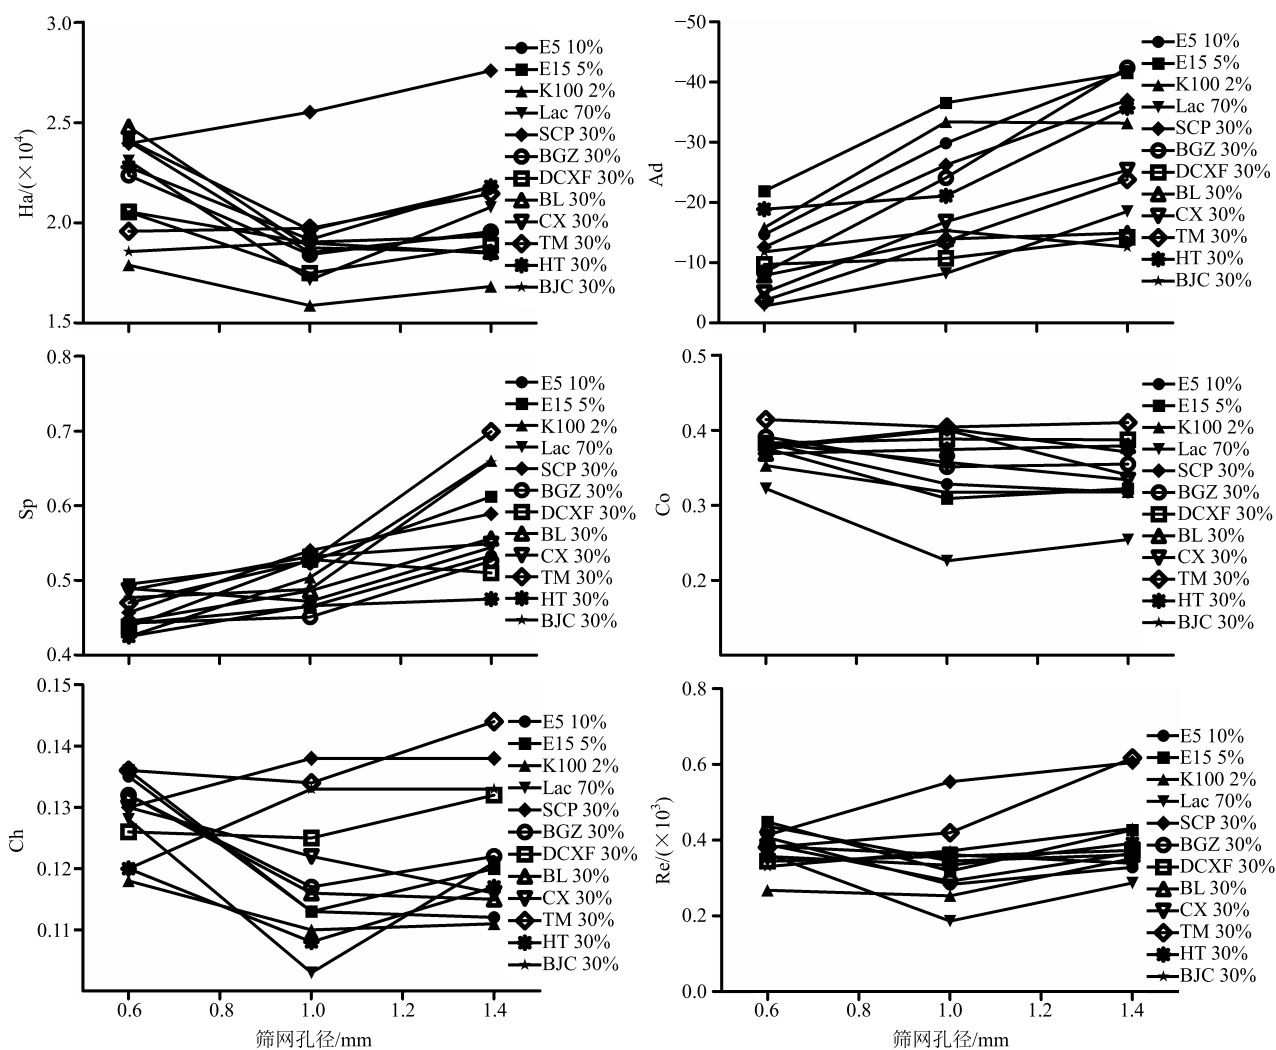 3.0
2.5
2.0
1.5
Ha/(×10⁴)
E5 10%
E15 5%
K100 2%
Lac 70%
SCP 30%
BGZ 30%
DCXF 30%
BL 30%
CX 30%
TM 30%
HT 30%
BJC 30%
−50
−40
−30
−20
−10
0
Ad
E5 10%
E15 5%
K100 2%
Lac 70%
SCP 30%
BGZ 30%
DCXF 30%
BL 30%
CX 30%
TM 30%
HT 30%
BJC 30%
0.8
0.7
0.6
0.5
0.4
Sp
E5 10%
E15 5%
K100 2%
Lac 70%
SCP 30%
BGZ 30%
DCXF 30%
BL 30%
CX 30%
TM 30%
HT 30%
BJC 30%
0.5
0.4
0.3
0.2
Co
E5 10%
E15 5%
K100 2%
Lac 70%
SCP 30%
BGZ 30%
DCXF 30%
BL 30%
CX 30%
TM 30%
HT 30%
BJC 30%
0.15
0.14
0.13
0.12
0.11
Ch
E5 10%
E15 5%
K100 2%
Lac 70%
SCP 30%
BGZ 30%
DCXF 30%
BL 30%
CX 30%
TM 30%
HT 30%
BJC 30%
0.6 0.8 1.0 1.2 1.4
筛网孔径/mm
0.8
0.6
0.4
0.2
0.0
Re/(×10³)
E5 10%
E15 5%
K100 2%
Lac 70%
SCP 30%
BGZ 30%
DCXF 30%
BL 30%
CX 30%
TM 30%
HT 30%
BJC 30%
0.6 0.8 1.0 1.2 1.4
筛网孔径/mm